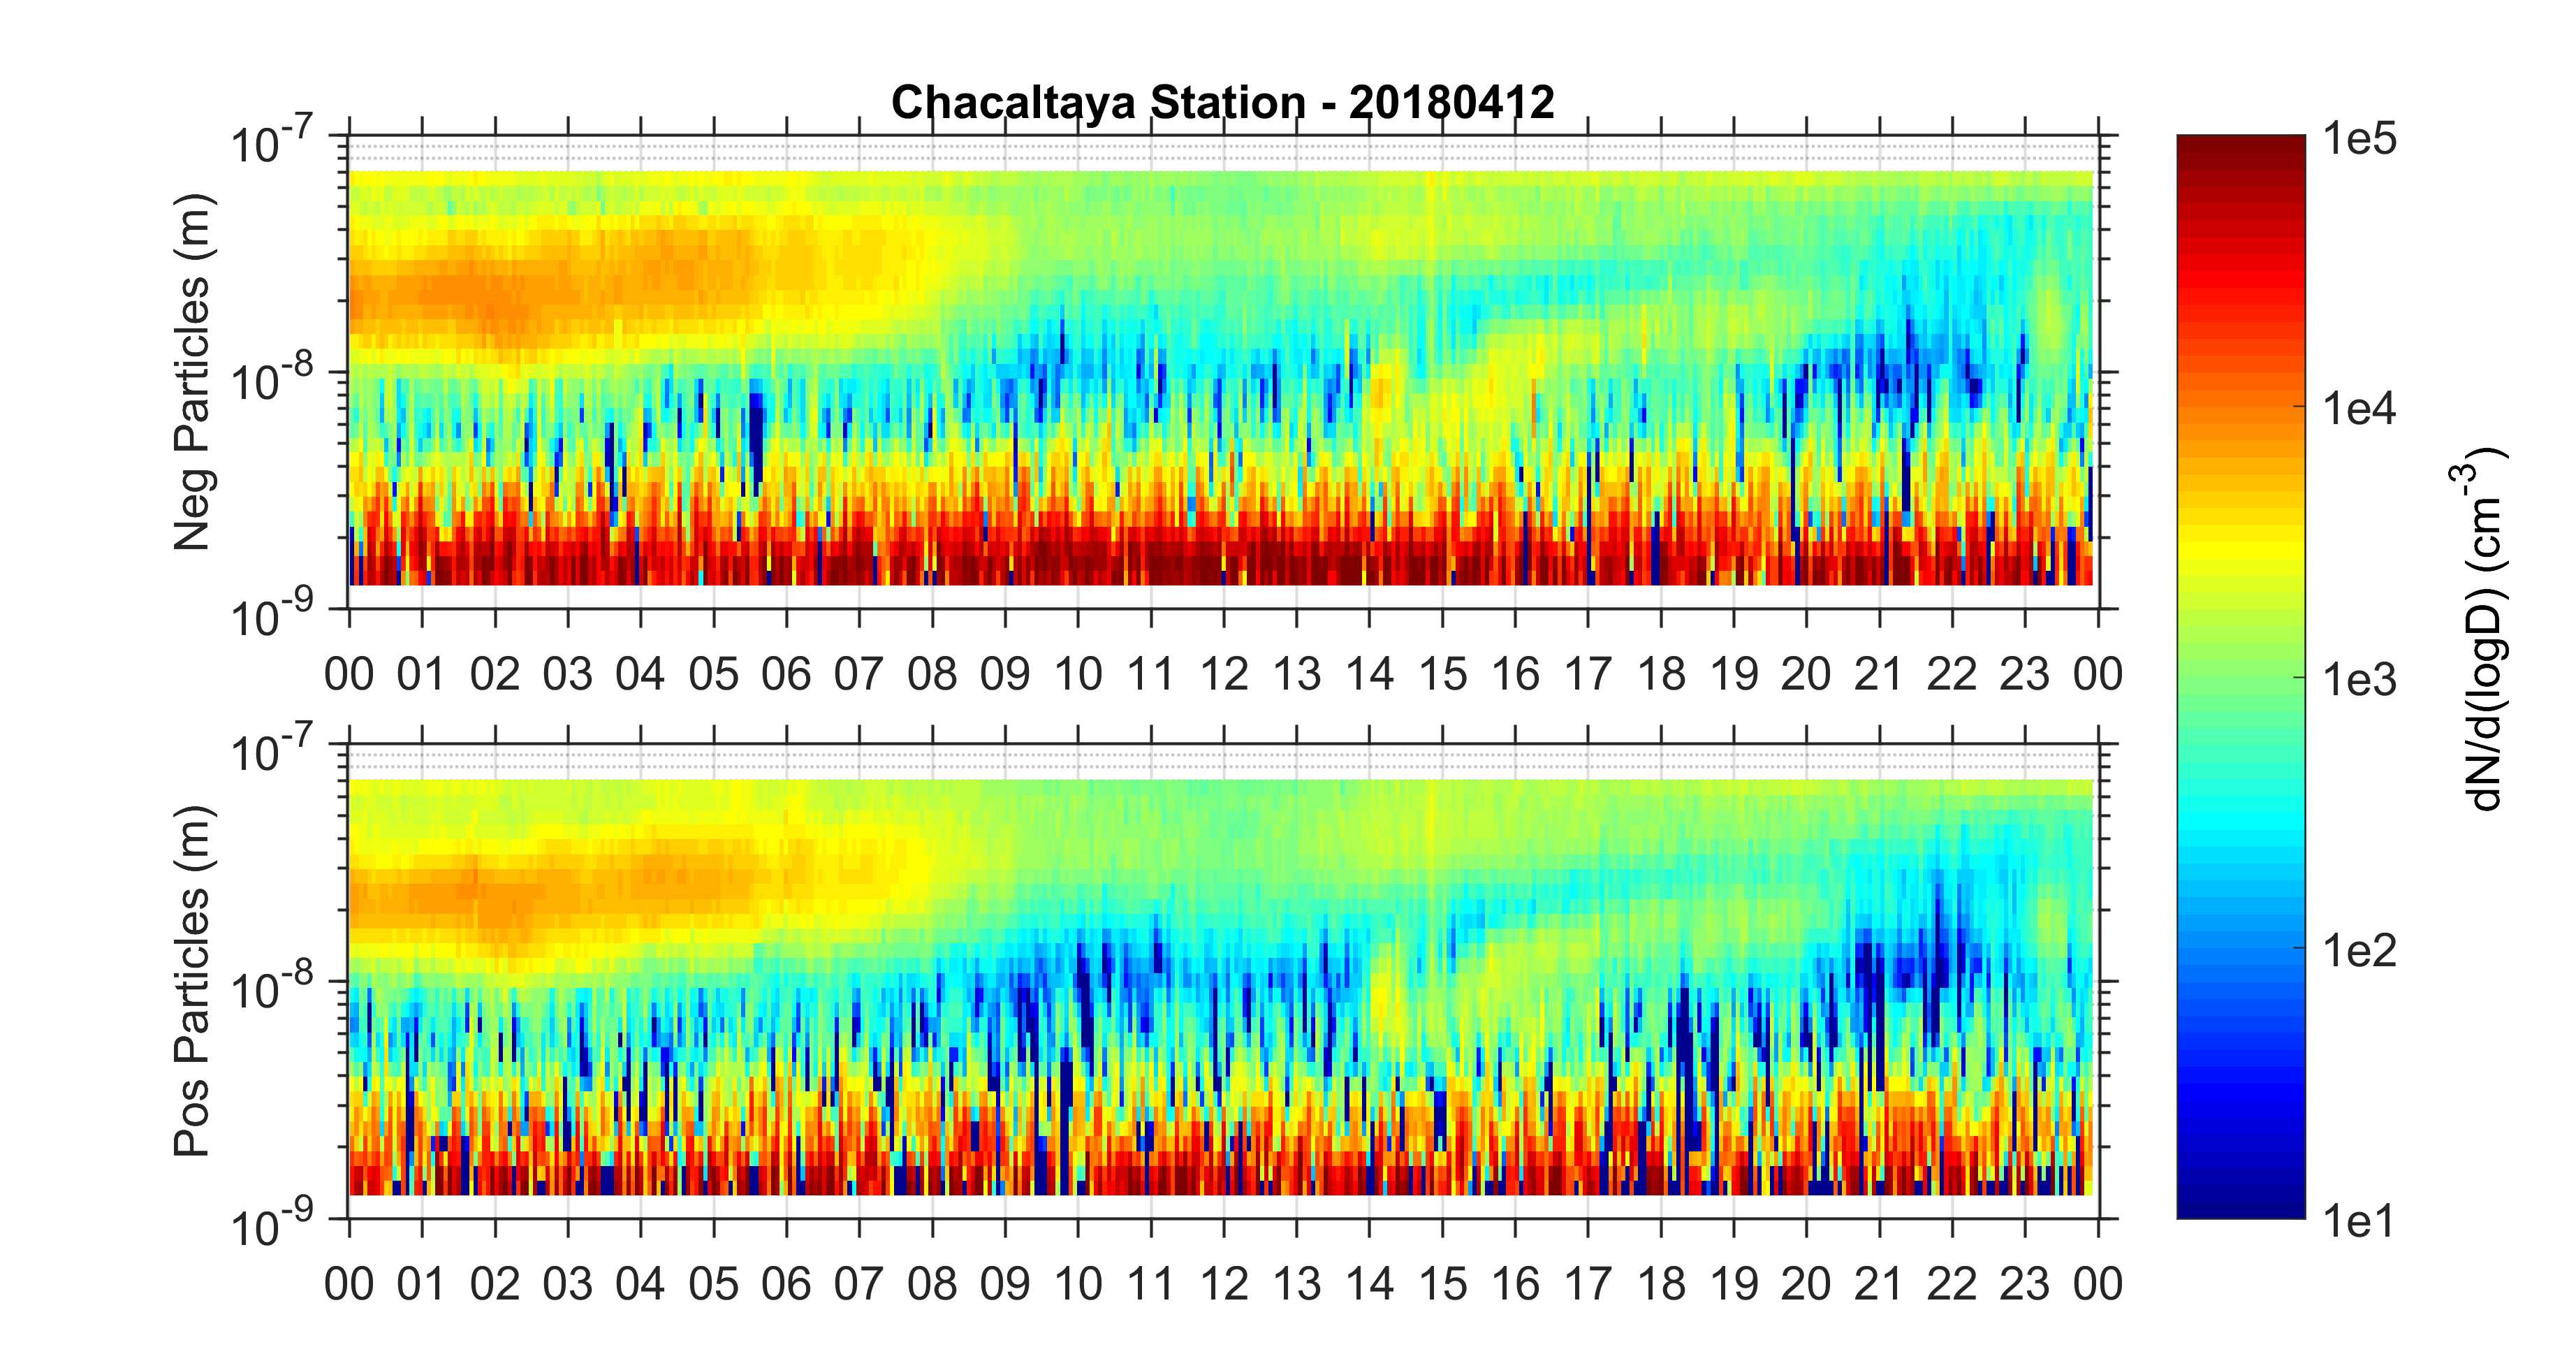 Chacaltaya Station - 20180412
Neg Particles (m)
10-7
10-8
10-9
00 01 02 03 04 05 06 07 08 09 10 11 12 13 14 15 16 17 18 19 20 21 22 23 00
Pos Particles (m)
10-7
10-8
10-9
00 01 02 03 04 05 06 07 08 09 10 11 12 13 14 15 16 17 18 19 20 21 22 23 00
1e5
1e4
1e3
1e2
1e1
dN/d(logD) (cm-3)